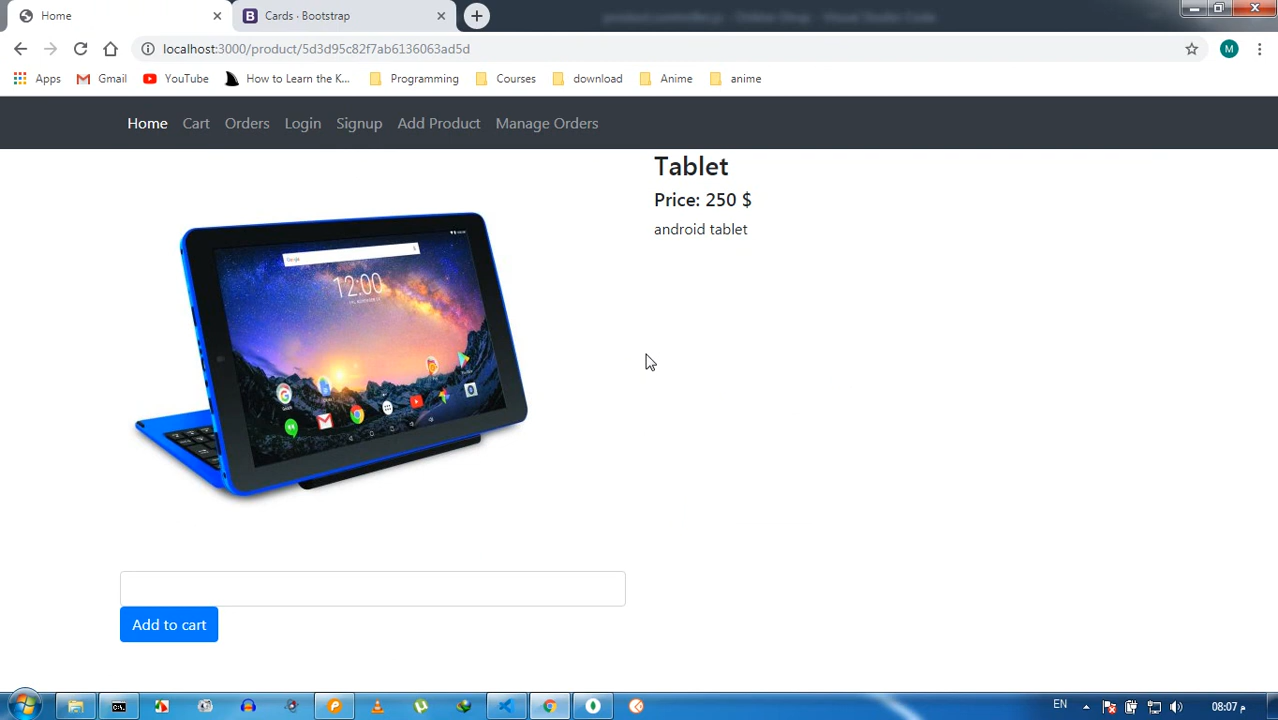 Home
Cards · Bootstrap
localhost:3000/product/5d3d95c82f7ab6136063ad5d
M
Apps
Gmail
YouTube
How to Learn the K...
Programming
Courses
download
Anime
anime
Home
Cart
Orders
Login
Signup
Add Product
Manage Orders
Tablet
Price: 250 $
android tablet
Google
12:00
Add to cart
EN
08:07 م